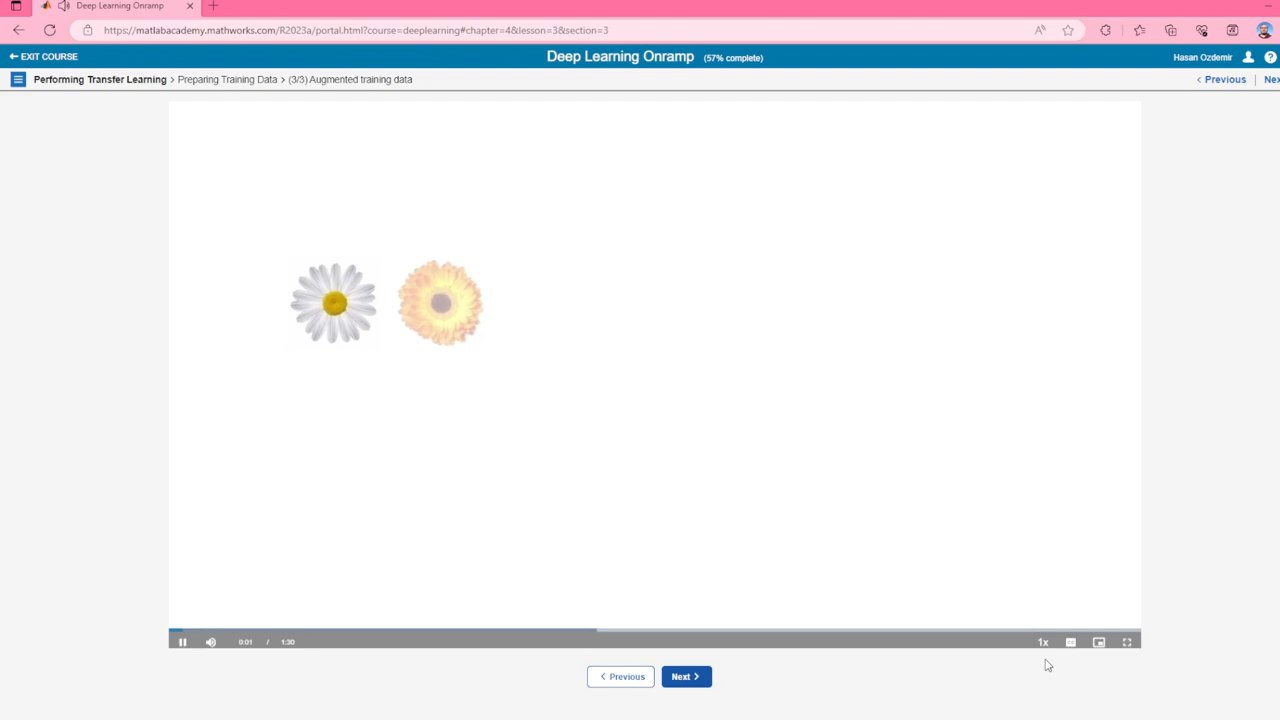 Deep Learning Onramp
https://matlabacademy.mathworks.com/R2023a/portal.html?course=deeplearning#chapter=4&lesson=3&section=3
EXIT COURSE
Deep Learning Onramp (57% complete)
Hasan Ozdemir
Performing Transfer Learning > Preparing Training Data > (3/3) Augmented training data
< Previous | Nex
0:01 / 1:30
1x
< Previous
Next >